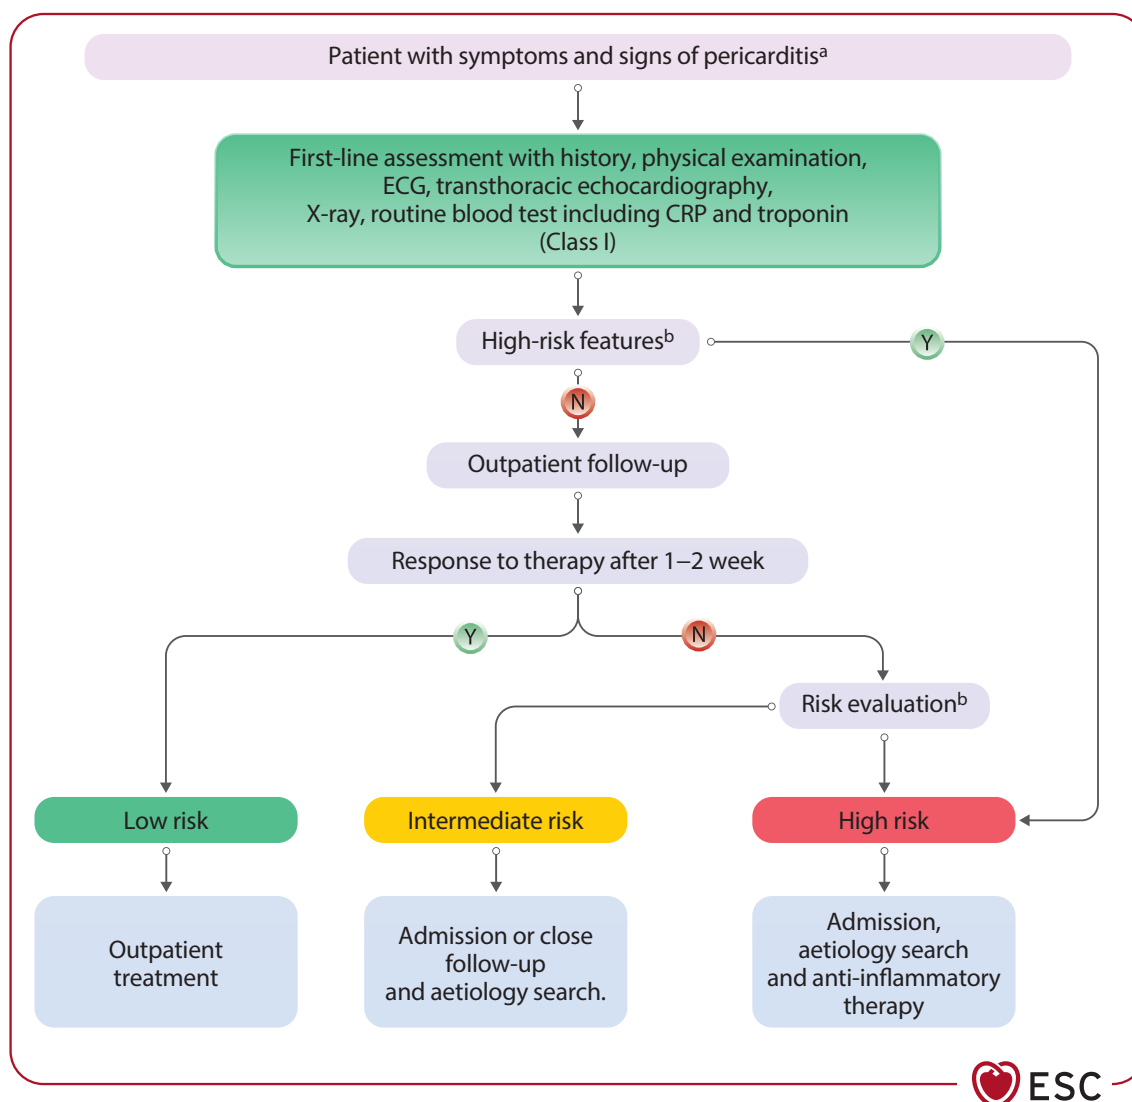 Patient with symptoms and signs of pericarditisᵃ
First-line assessment with history, physical examination,
ECG, transthoracic echocardiography,
X-ray, routine blood test including CRP and troponin
(Class I)
High-risk featuresᵇ
Y
N
Outpatient follow-up
Response to therapy after 1–2 week
Y
N
Risk evaluationᵇ
Low risk
Intermediate risk
High risk
Outpatient
treatment
Admission or close
follow-up
and aetiology search.
Admission,
aetiology search
and anti-inflammatory
therapy
ESC